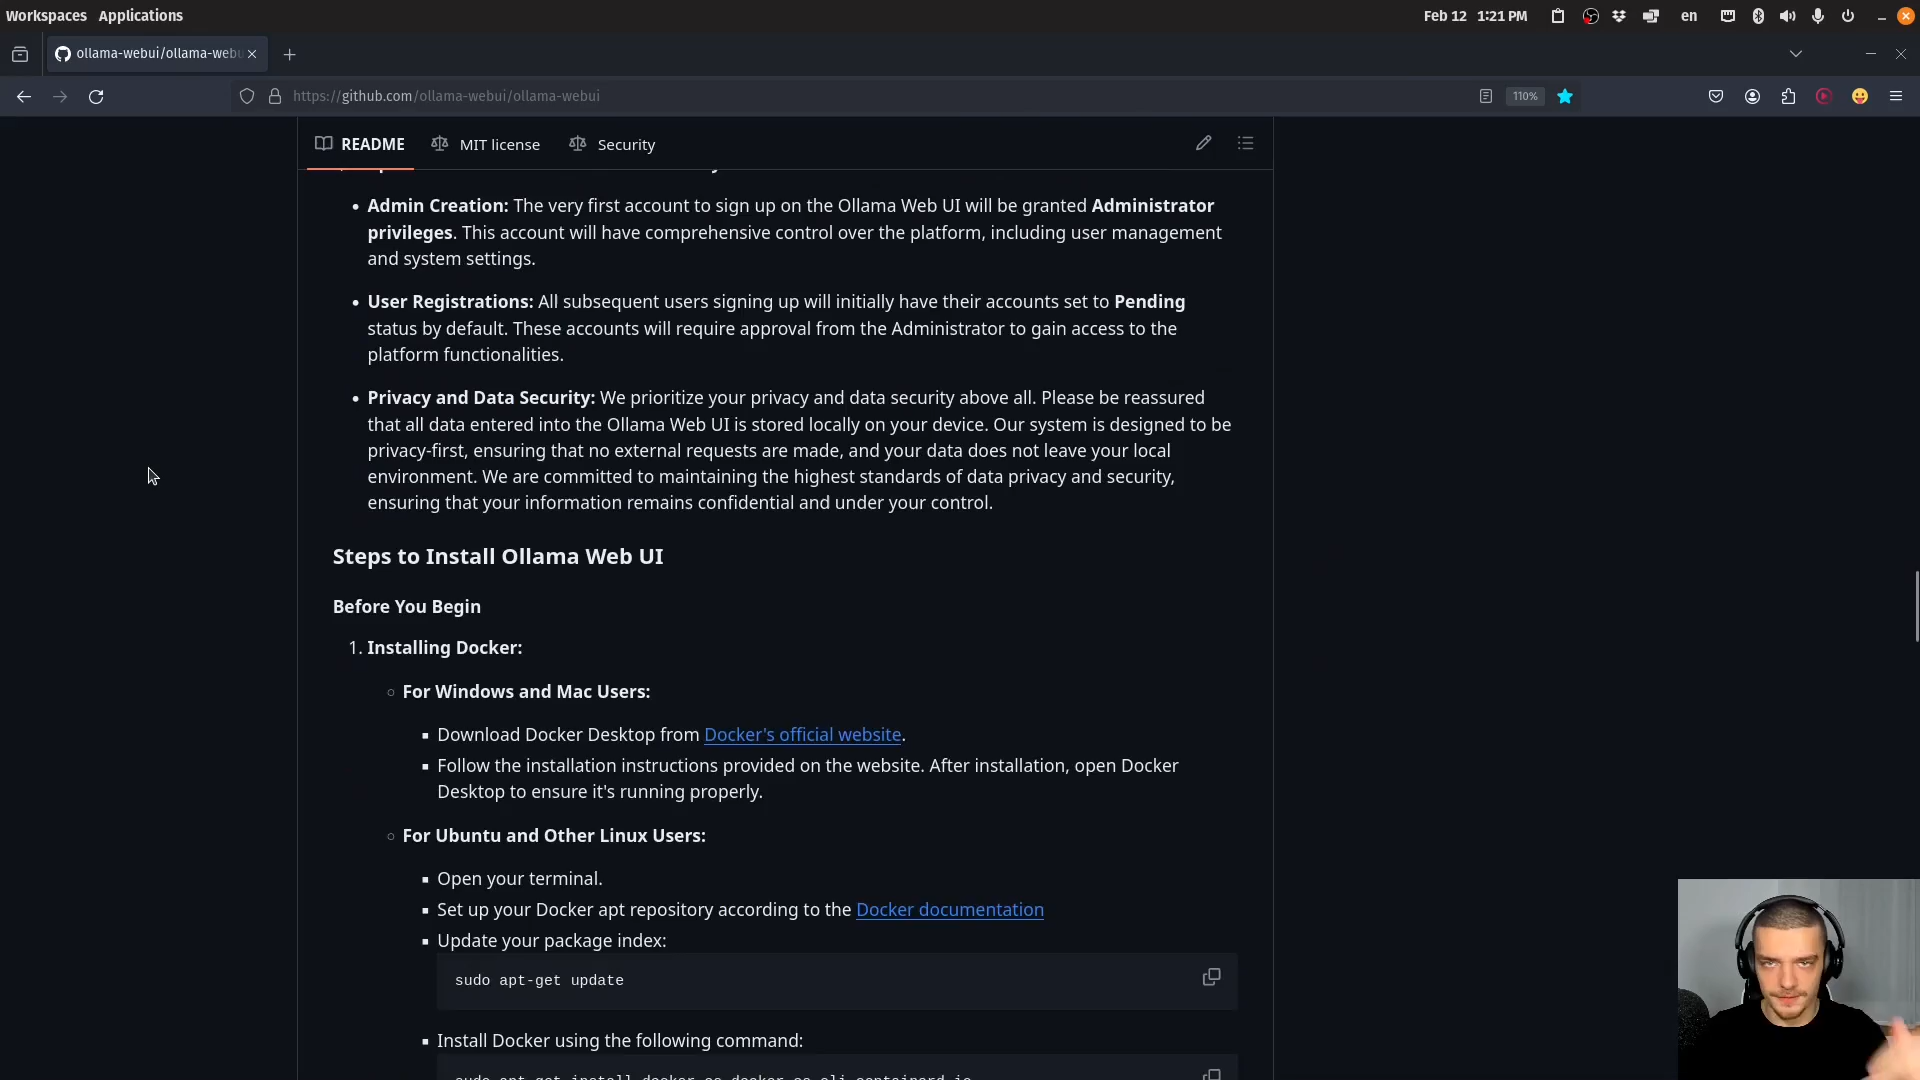 Workspaces Applications Feb 12 1:21 PM en
ollama-webui/ollama-webu
https://github.com/ollama-webui/ollama-webui 110%
README MIT license Security
• Admin Creation: The very first account to sign up on the Ollama Web UI will be granted Administrator
privileges. This account will have comprehensive control over the platform, including user management
and system settings.
• User Registrations: All subsequent users signing up will initially have their accounts set to Pending
status by default. These accounts will require approval from the Administrator to gain access to the
platform functionalities.
• Privacy and Data Security: We prioritize your privacy and data security above all. Please be reassured
that all data entered into the Ollama Web UI is stored locally on your device. Our system is designed to be
privacy-first, ensuring that no external requests are made, and your data does not leave your local
environment. We are committed to maintaining the highest standards of data privacy and security,
ensuring that your information remains confidential and under your control.
Steps to Install Ollama Web UI
Before You Begin
1. Installing Docker:
○ For Windows and Mac Users:
▪ Download Docker Desktop from Docker's official website.
▪ Follow the installation instructions provided on the website. After installation, open Docker
Desktop to ensure it's running properly.
○ For Ubuntu and Other Linux Users:
▪ Open your terminal.
▪ Set up your Docker apt repository according to the Docker documentation
▪ Update your package index:
sudo apt-get update
▪ Install Docker using the following command:
sudo apt-get install docker-ce docker-ce-cli containerd.io